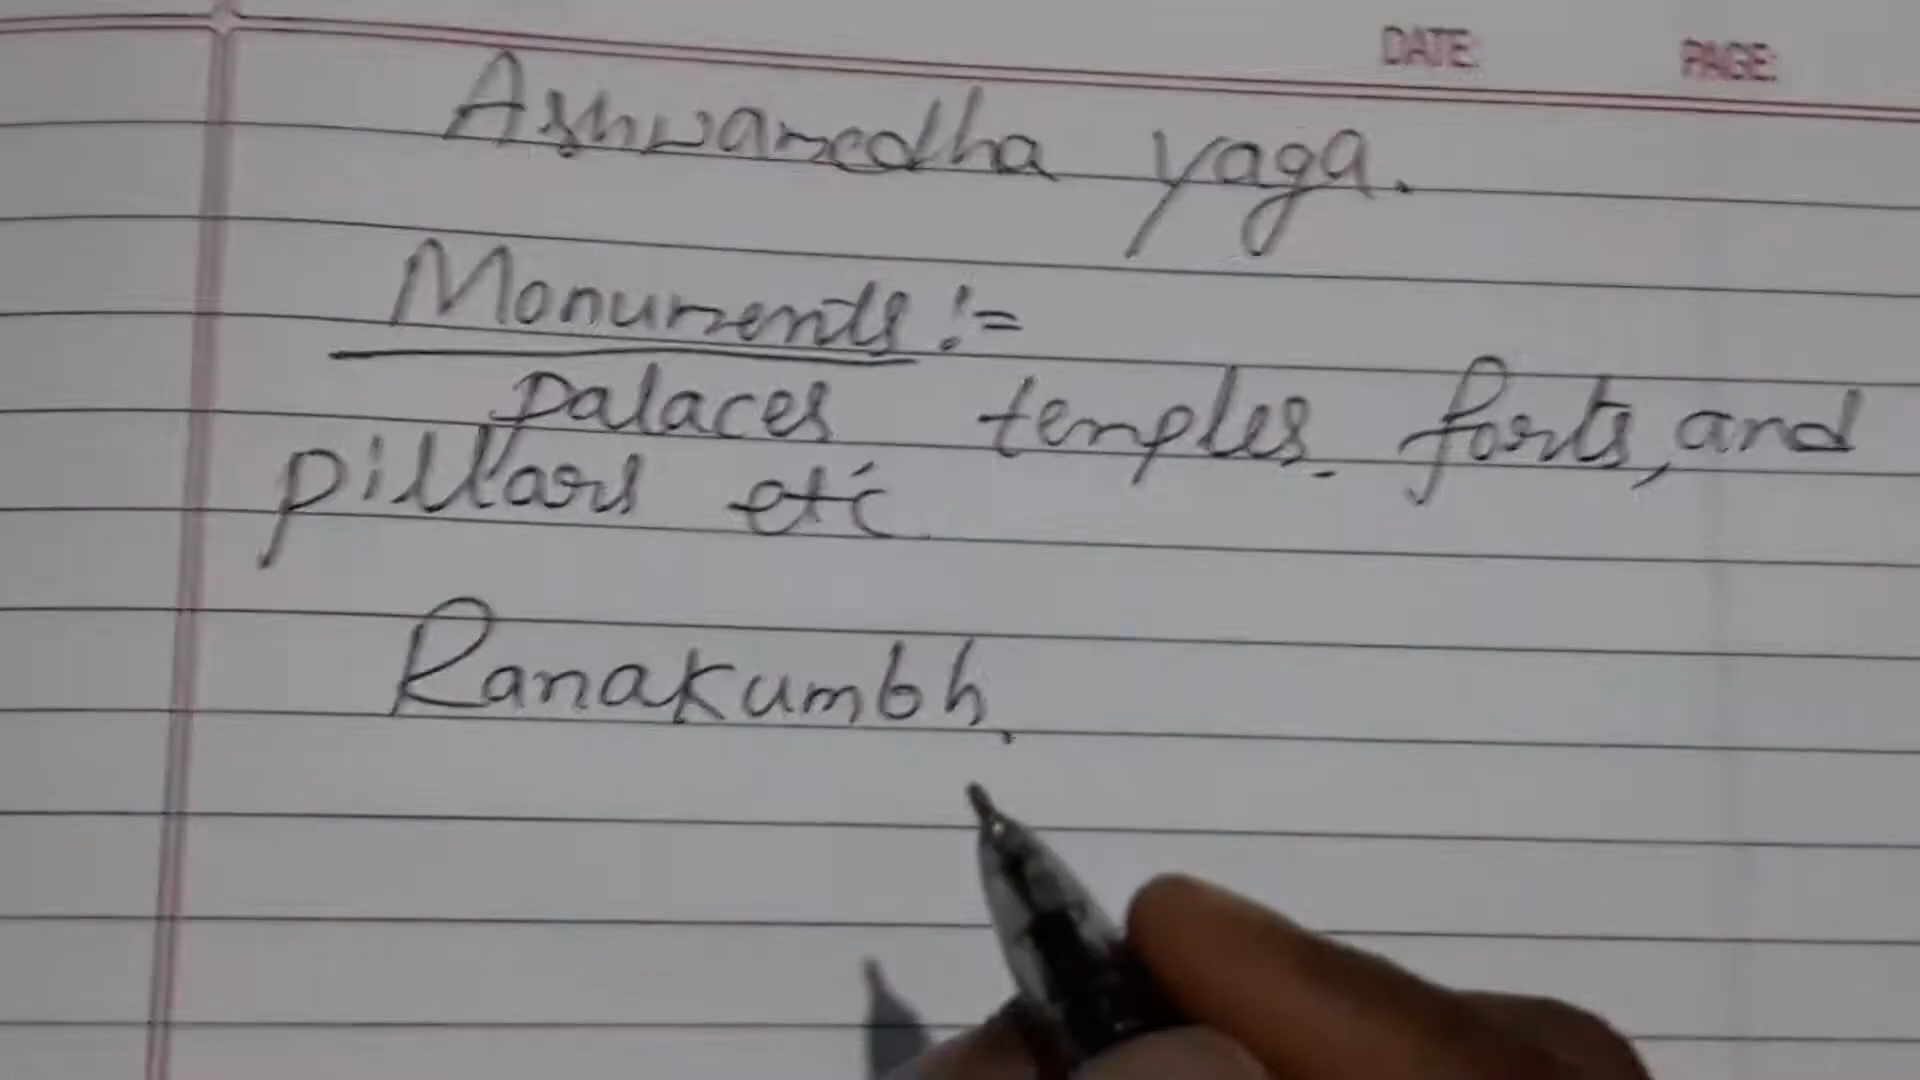 DATE: PAGE:
Ashwamedha yaga.
Monuments :-
palaces temples. forts, and
pillars etc.
Ranakumbh.